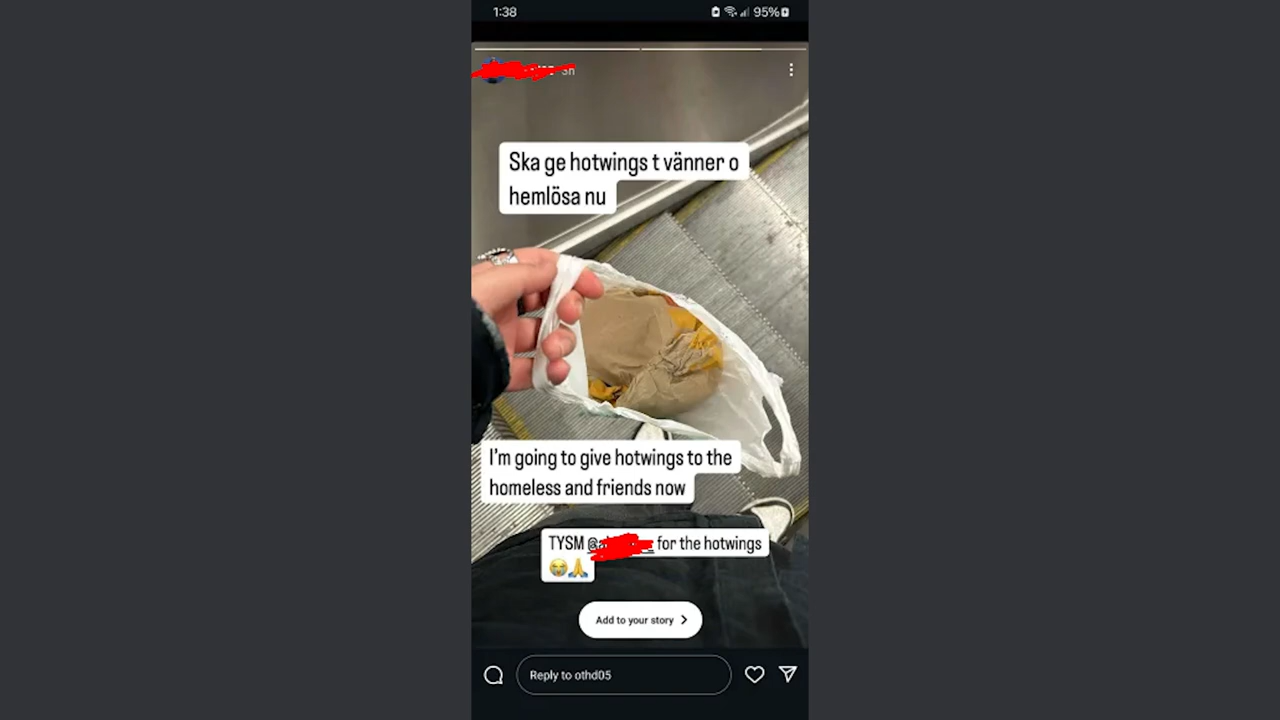 1:38
95%
3h
Ska ge hotwings t vänner o
hemlösa nu
I'm going to give hotwings to the
homeless and friends now
TYSM for the hotwings
😭🙏
Add to your story
Reply to othd05